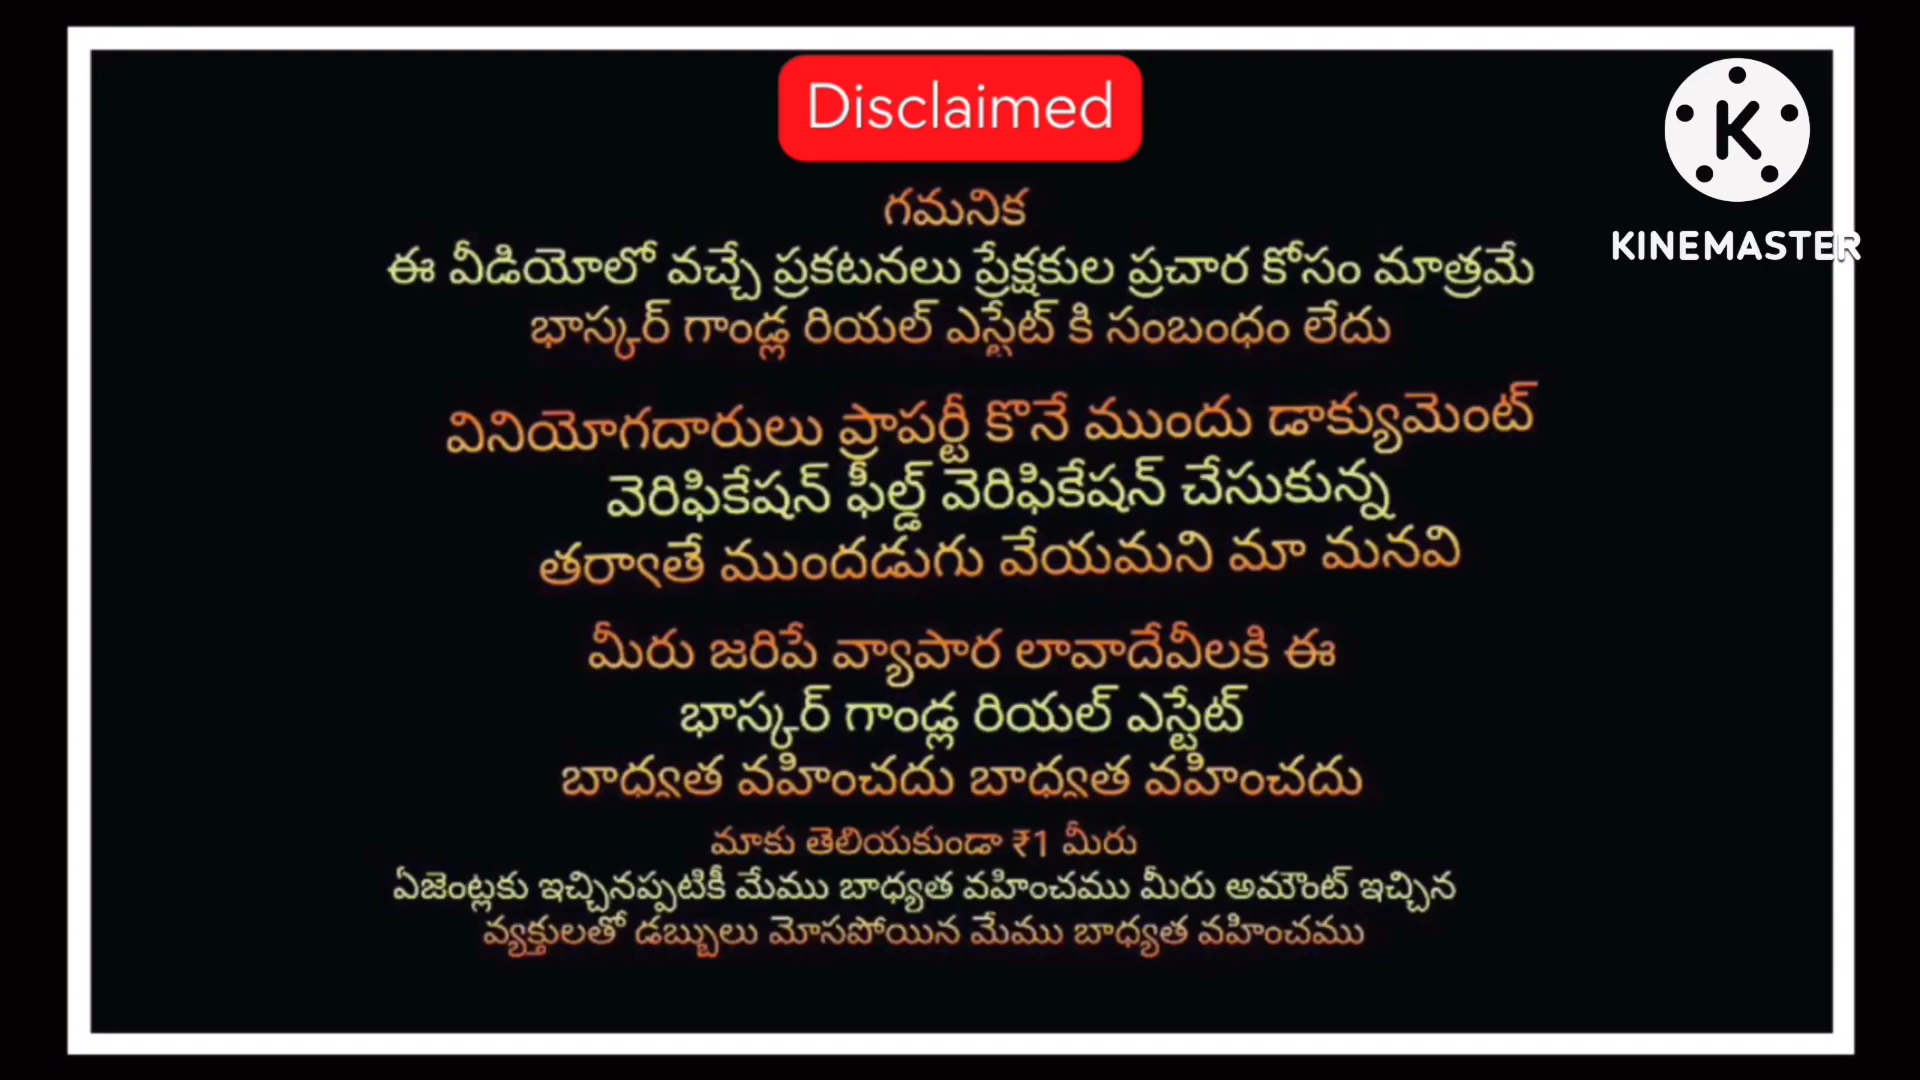 Disclaimed
గమనిక
ఈ వీడియోలో వచ్చే ప్రకటనలు ప్రేక్షకుల ప్రచార కోసం మాత్రమే
భాస్కర్ గాండ్ల రియల్ ఎస్టేట్ కి సంబంధం లేదు
వినియోగదారులు ప్రాపర్టీ కొనే ముందు డాక్యుమెంట్
వెరిఫికేషన్ ఫీల్డ్ వెరిఫికేషన్ చేసుకున్న
తర్వాతే ముందడుగు వేయమని మా మనవి
మీరు జరిపే వ్యాపార లావాదేవీలకి ఈ
భాస్కర్ గాండ్ల రియల్ ఎస్టేట్
బాధ్యత వహించదు బాధ్యత వహించదు
మాకు తెలియకుండా ₹1 మీరు
ఏజెంట్లకు ఇచ్చినప్పటికీ మేము బాధ్యత వహించము మీరు అమౌంట్ ఇచ్చిన
వ్యక్తులతో డబ్బులు మోసపోయిన మేము బాధ్యత వహించము
K
KINEMASTER